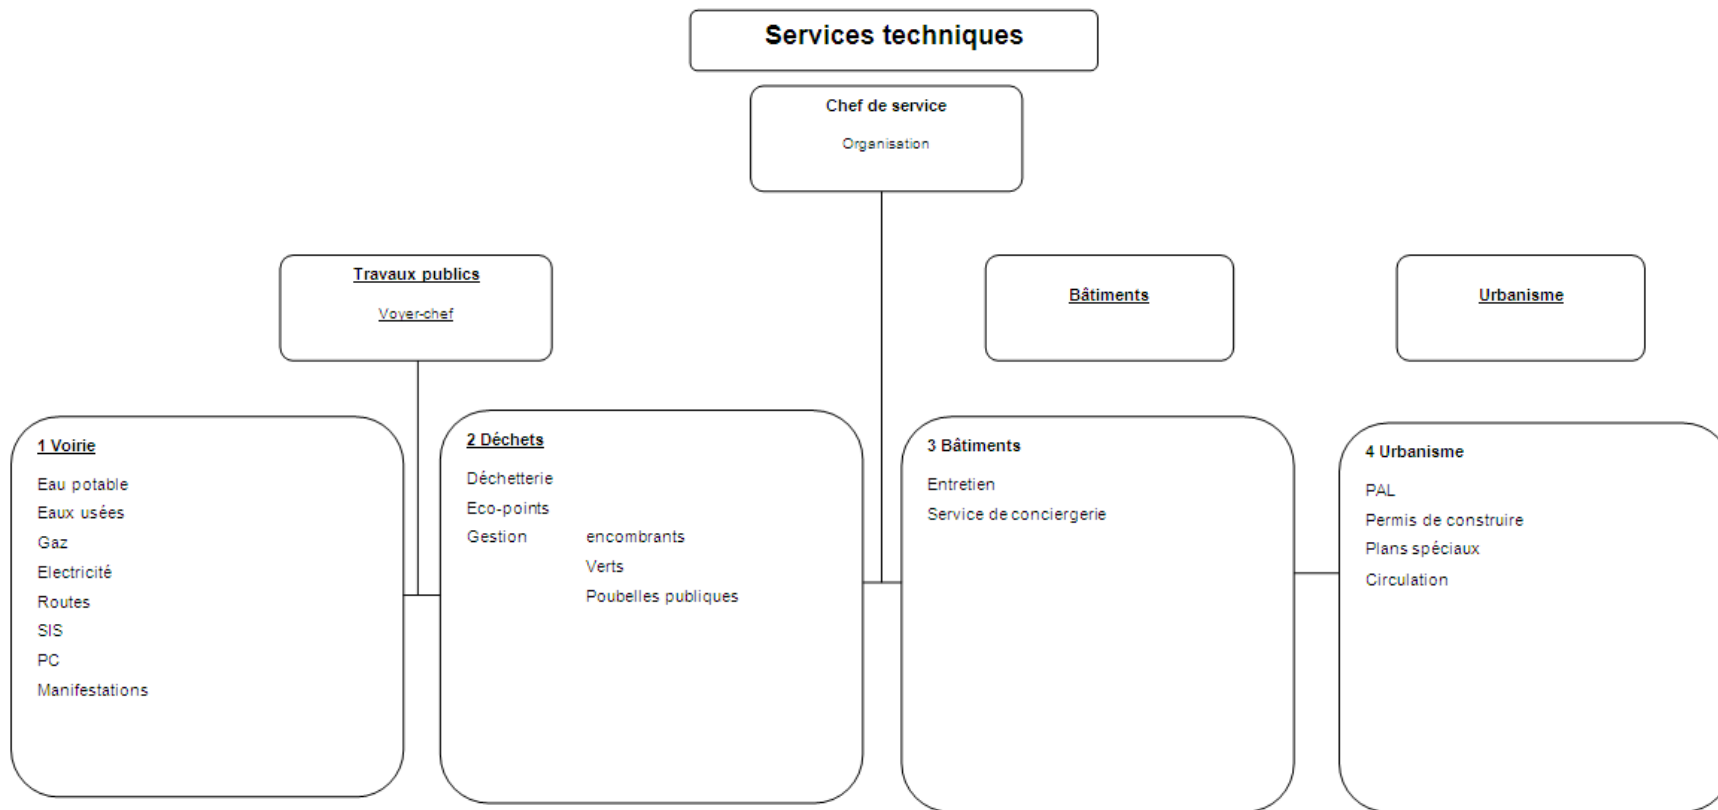 Services techniques
Chef de service
Organisation
Travaux publics
Voyer-chef
Bâtiments
Urbanisme
1 Voirie
Eau potable
Eaux usées
Gaz
Electricité
Routes
SIS
PC
Manifestations
2 Déchets
Déchetterie
Eco-points
Gestion encombrants
Verts
Poubelles publiques
3 Bâtiments
Entretien
Service de conciergerie
4 Urbanisme
PAL
Permis de construire
Plans spéciaux
Circulation